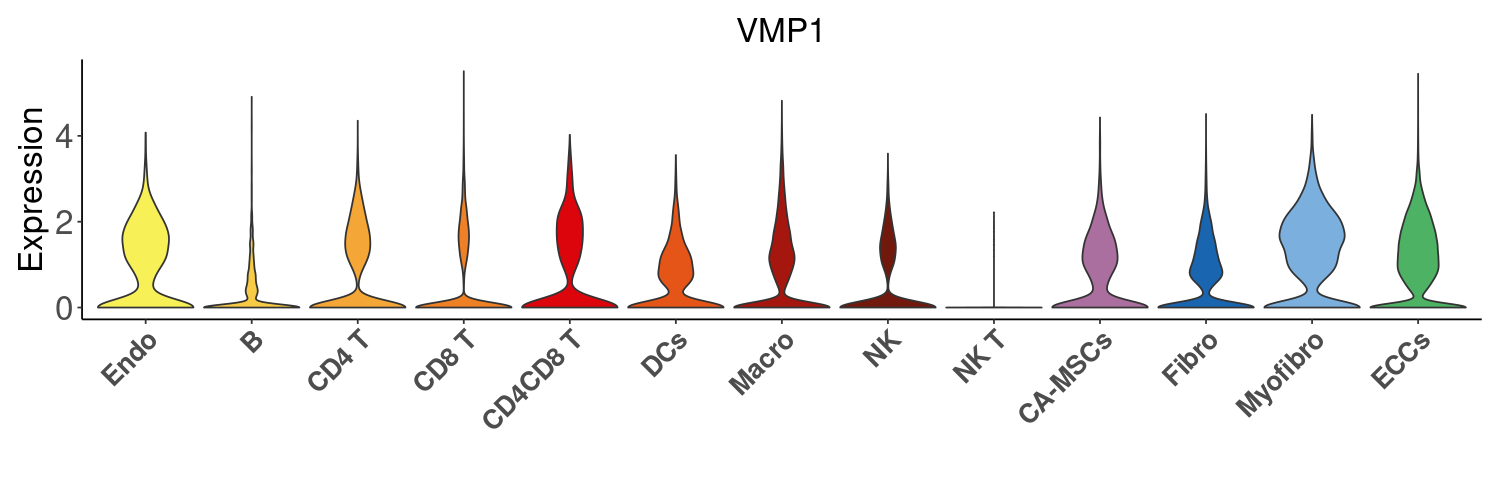 VMP1
Expression
4
2
0
Endo
B
CD4 T
CD8 T
CD4CD8 T
DCs
Macro
NK
NK T
CA-MSCs
Fibro
Myofibro
ECCs